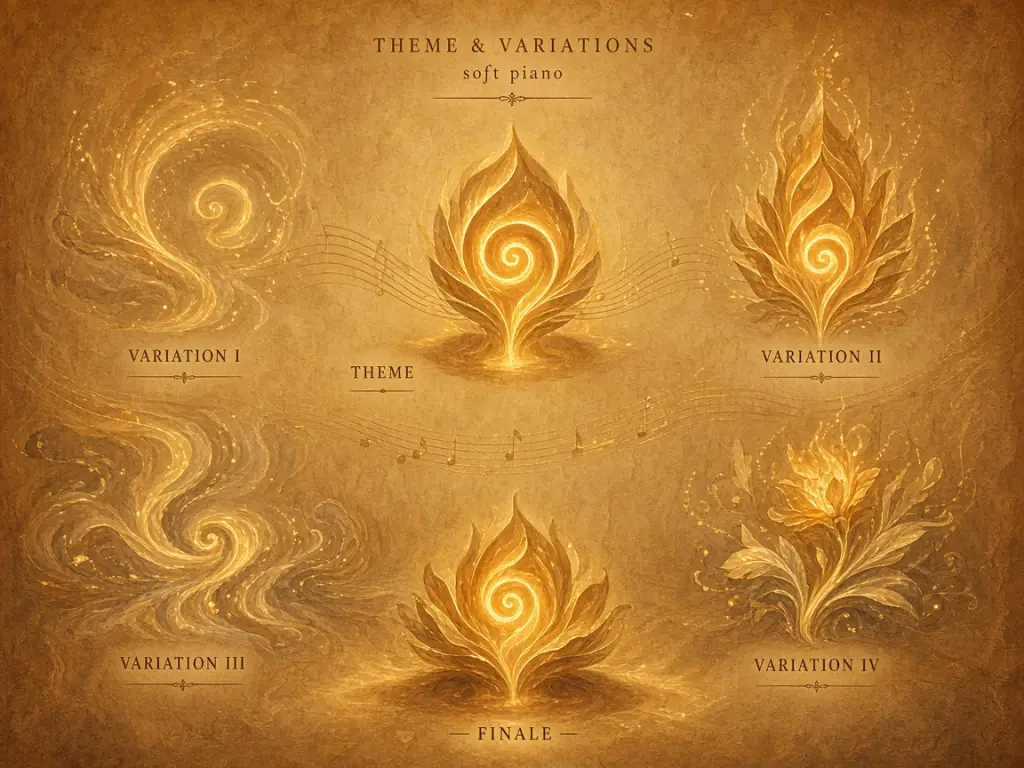 THEME & VARIATIONS
soft piano
VARIATION I
THEME
VARIATION II
VARIATION III
VARIATION IV
— FINALE —